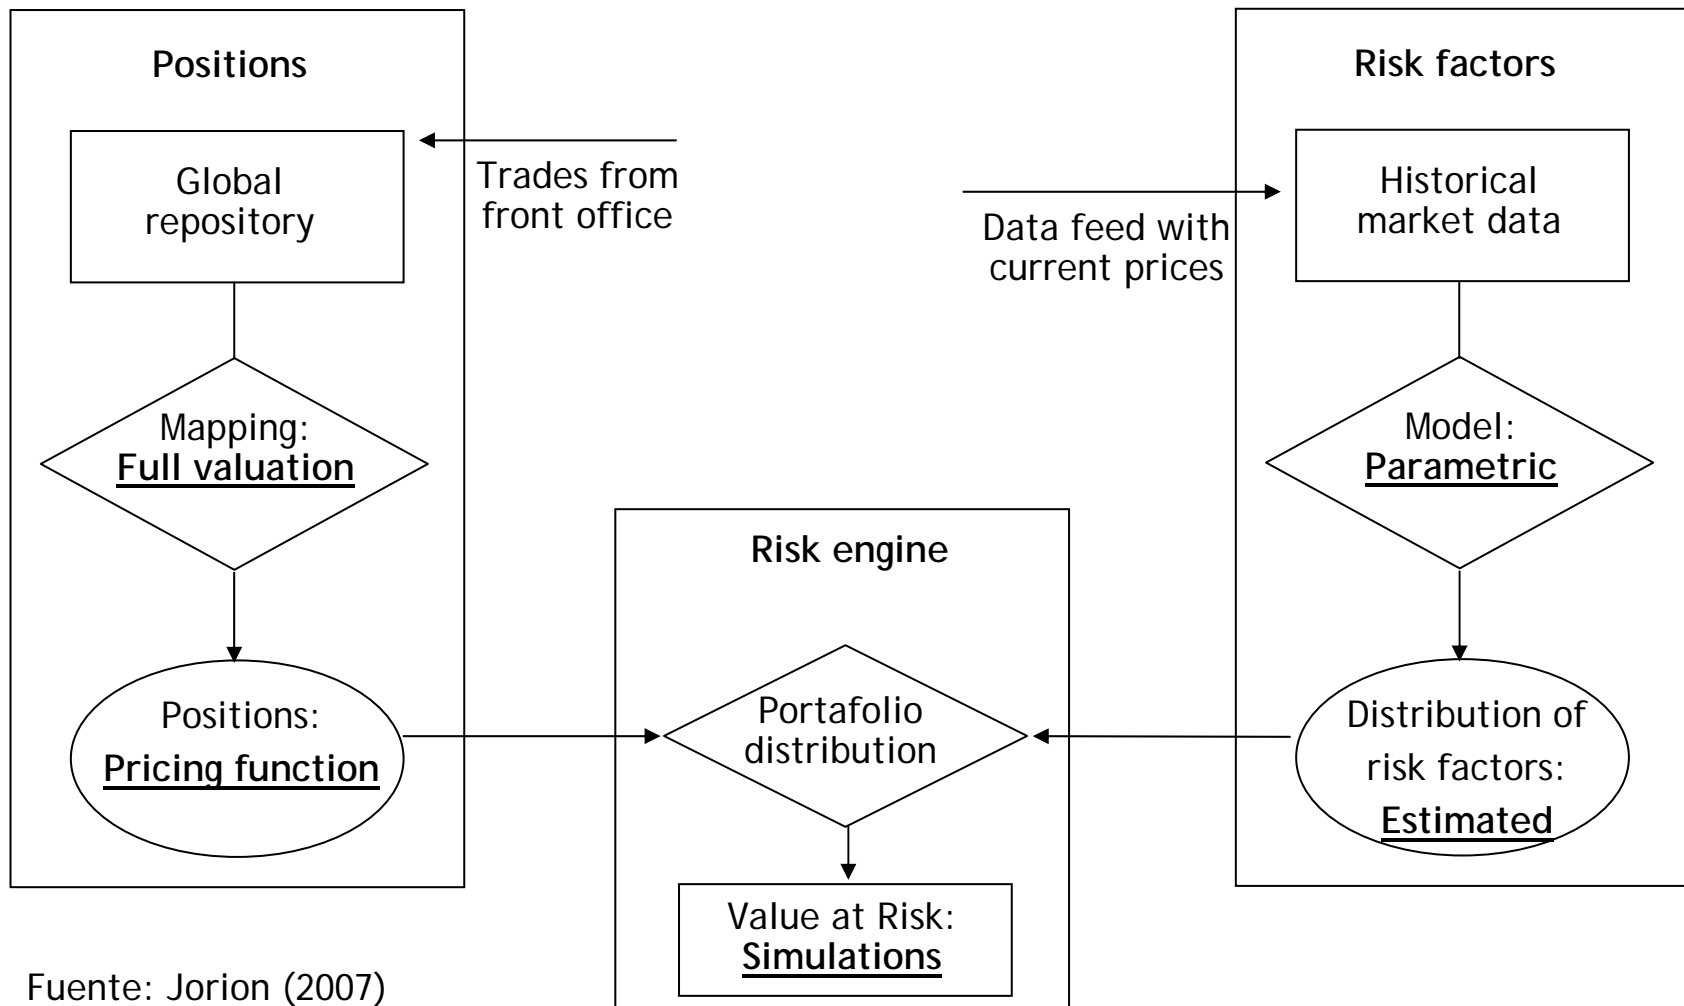 Positions
Global
repository
Trades from
front office
Mapping:
Full valuation
Positions:
Pricing function
Risk factors
Historical
market data
Data feed with
current prices
Model:
Parametric
Distribution of
risk factors:
Estimated
Risk engine
Portafolio
distribution
Value at Risk:
Simulations
Fuente: Jorion (2007)